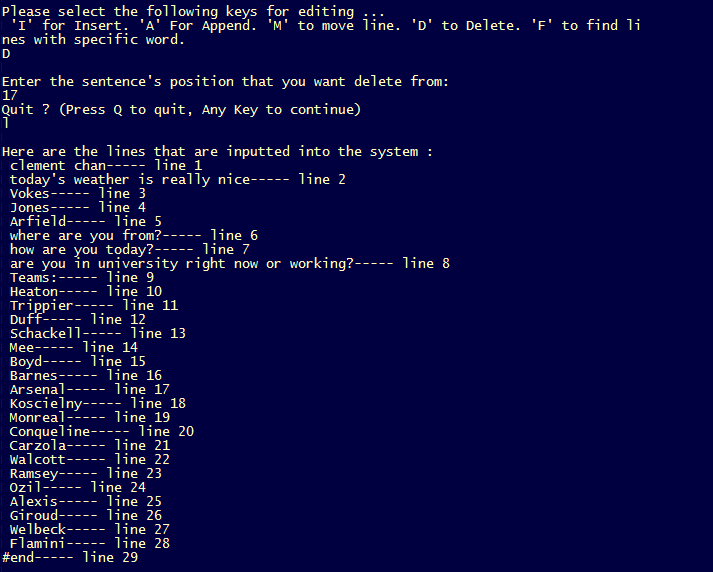 Please select the following keys for editing ...
'I' for Insert. 'A' For Append. 'M' to move line. 'D' to Delete. 'F' to find li
nes with specific word.
D
Enter the sentence's position that you want delete from:
17
Quit ? (Press Q to quit, Any Key to continue)
l
Here are the lines that are inputted into the system :
clement chan----- line 1
today's weather is really nice----- line 2
Vokes----- line 3
Jones----- line 4
Arfield----- line 5
where are you from?----- line 6
how are you today?----- line 7
are you in university right now or working?----- line 8
Teams:----- line 9
Heaton----- line 10
Trippier----- line 11
Duff----- line 12
Schackell----- line 13
Mee----- line 14
Boyd----- line 15
Barnes----- line 16
Arsenal----- line 17
Koscielny----- line 18
Monreal----- line 19
Conqueline----- line 20
Carzola----- line 21
Walcott----- line 22
Ramsey----- line 23
Ozil----- line 24
Alexis----- line 25
Giroud----- line 26
Welbeck----- line 27
Flamini----- line 28
#end----- line 29